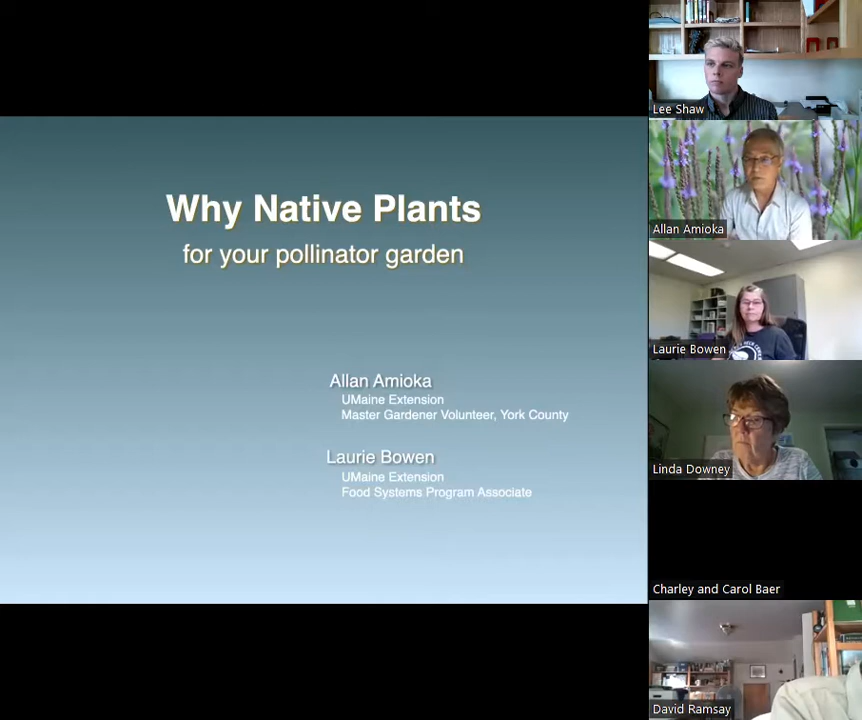 Why Native Plants
for your pollinator garden
Allan Amioka
UMaine Extension
Master Gardener Volunteer, York County
Laurie Bowen
UMaine Extension
Food Systems Program Associate
Lee Shaw
Allan Amioka
Laurie Bowen
Linda Downey
Charley and Carol Baer
David Ramsay